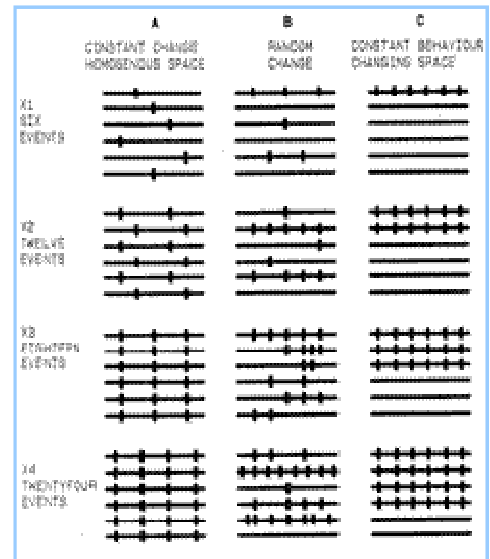 A
B
C
CONSTANT CHANGE
HOMOGENOUS SPACE
RANDOM
CHANGE
CONSTANT BEHAVIOUR
CHANGING SPACE
X1
SIX
EVENTS
X2
TWELVE
EVENTS
X3
EIGHTEEN
EVENTS
X4
TWENTYFOUR
EVENTS